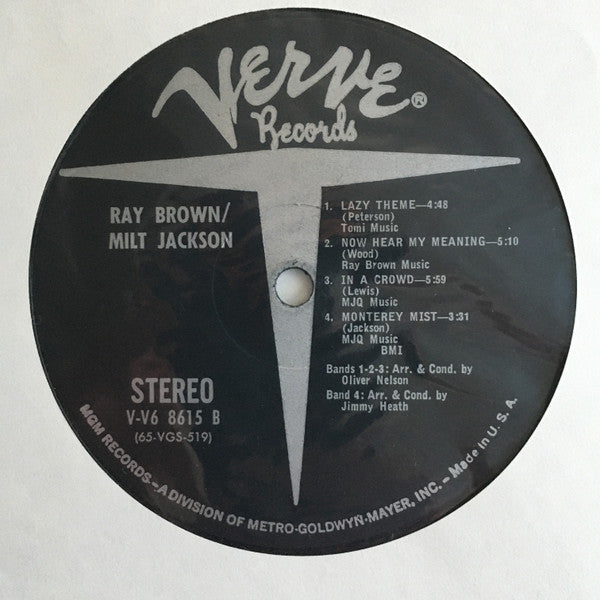 Verve ®
Records
RAY BROWN/
MILT JACKSON
1. LAZY THEME—4:48
(Peterson)
Tomi Music
2. NOW HEAR MY MEANING—5:10
(Wood)
Ray Brown Music
3. IN A CROWD—5:59
(Lewis)
MJQ Music
4. MONTEREY MIST—3:31
(Jackson)
MJQ Music
BMI
Bands 1-2-3: Arr. & Cond. by
Oliver Nelson
Band 4: Arr. & Cond. by
Jimmy Heath
STEREO
V-V6 8615 B
(65-VGS-519)
MGM RECORDS—A DIVISION OF METRO-GOLDWYN-MAYER, INC. – Made in U. S. A.